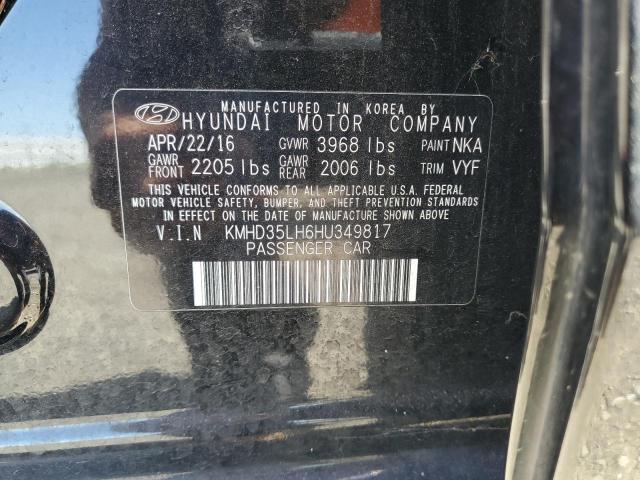 MANUFACTURED IN KOREA BY
HYUNDAI MOTOR COMPANY
APR/22/16 GVWR 3968 lbs PAINT NKA
GAWR FRONT 2205 lbs GAWR REAR 2006 lbs TRIM VYF
THIS VEHICLE CONFORMS TO ALL APPLICABLE U.S.A. FEDERAL
MOTOR VEHICLE SAFETY, BUMPER, AND THEFT PREVENTION STANDARDS
IN EFFECT ON THE DATE OF MANUFACTURE SHOWN ABOVE
V.I.N KMHD35LH6HU349817
PASSENGER CAR